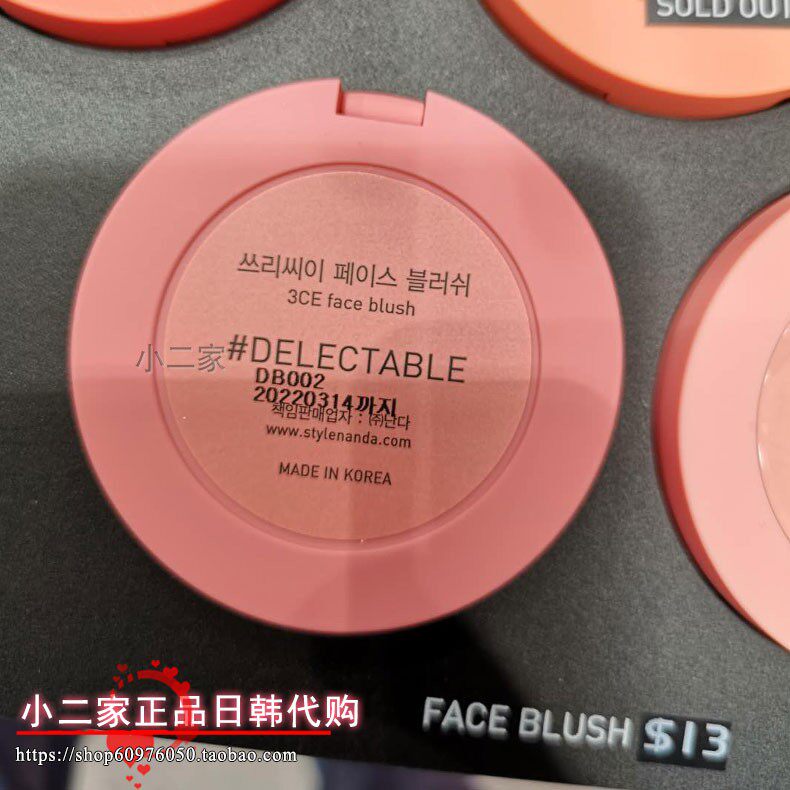 SOLD OUT
쓰리씨이 페이스 블러쉬
3CE face blush
小二家
#DELECTABLE
DB002
20220314까지
책임판매업자 : ㈜난다
www.stylenanda.com
MADE IN KOREA
小二家正品日韩代购
https://shop60976050.taobao.com
FACE BLUSH $13